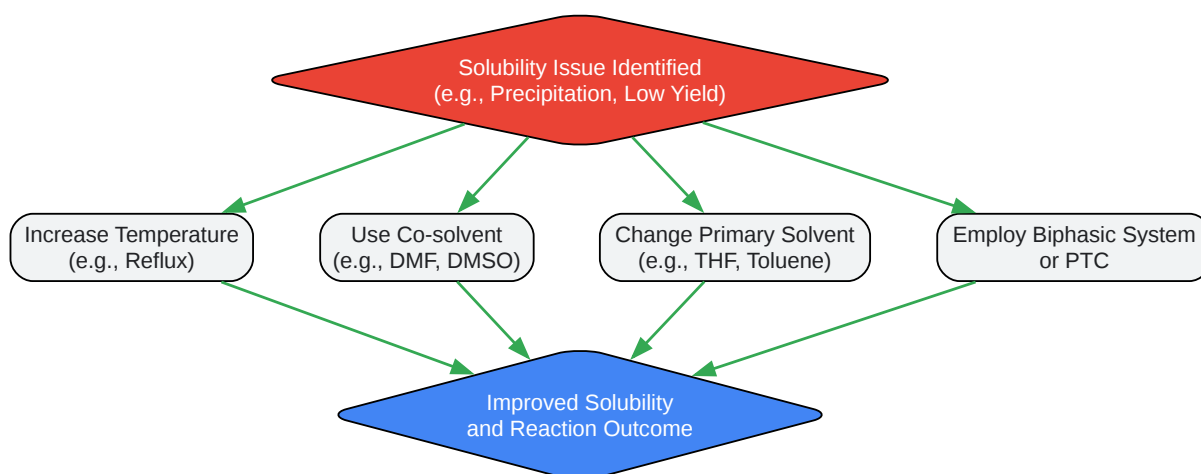 Solubility Issue Identified
(e.g., Precipitation, Low Yield)
Increase Temperature
(e.g., Reflux)
Use Co-solvent
(e.g., DMF, DMSO)
Change Primary Solvent
(e.g., THF, Toluene)
Employ Biphasic System
or PTC
Improved Solubility
and Reaction Outcome